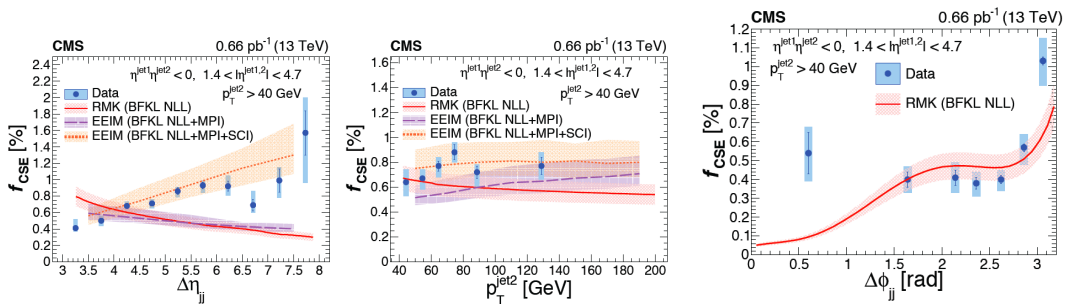 CMS 0.66 pb⁻¹ (13 TeV)
η^jet1 η^jet2 < 0, 1.4 < |η^jet1,2| < 4.7
p_T^jet2 > 40 GeV
Data
RMK (BFKL NLL)
EEIM (BFKL NLL+MPI)
EEIM (BFKL NLL+MPI+SCI)
f_CSE [%]
2.4
2.2
2
1.8
1.6
1.4
1.2
1
0.8
0.6
0.4
0.2
0
3 3.5 4 4.5 5 5.5 6 6.5 7 7.5 8
Δη_jj
CMS 0.66 pb⁻¹ (13 TeV)
η^jet1 η^jet2 < 0, 1.4 < |η^jet1,2| < 4.7
p_T^jet2 > 40 GeV
Data
RMK (BFKL NLL)
EEIM (BFKL NLL+MPI)
EEIM (BFKL NLL+MPI+SCI)
f_CSE [%]
1.6
1.4
1.2
1
0.8
0.6
0.4
0.2
0
40 60 80 100 120 140 160 180 200
p_T^jet2 [GeV]
CMS 0.66 pb⁻¹ (13 TeV)
η^jet1 η^jet2 < 0, 1.4 < |η^jet1,2| < 4.7
p_T^jet2 > 40 GeV
Data
RMK (BFKL NLL)
f_CSE [%]
1.2
1.1
1
0.9
0.8
0.7
0.6
0.5
0.4
0.3
0.2
0.1
0
0 0.5 1 1.5 2 2.5 3
Δϕ_jj [rad]